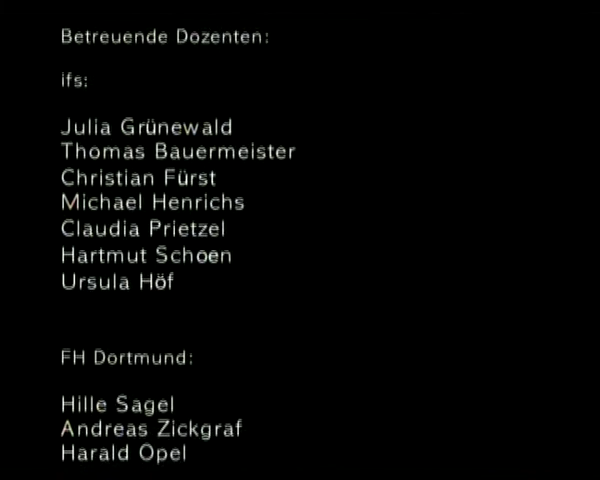 Betreuende Dozenten:
ifs:
Julia Grünewald
Thomas Bauermeister
Christian Fürst
Michael Henrichs
Claudia Prietzel
Hartmut Schoen
Ursula Höf
FH Dortmund:
Hille Sagel
Andreas Zickgraf
Harald Opel